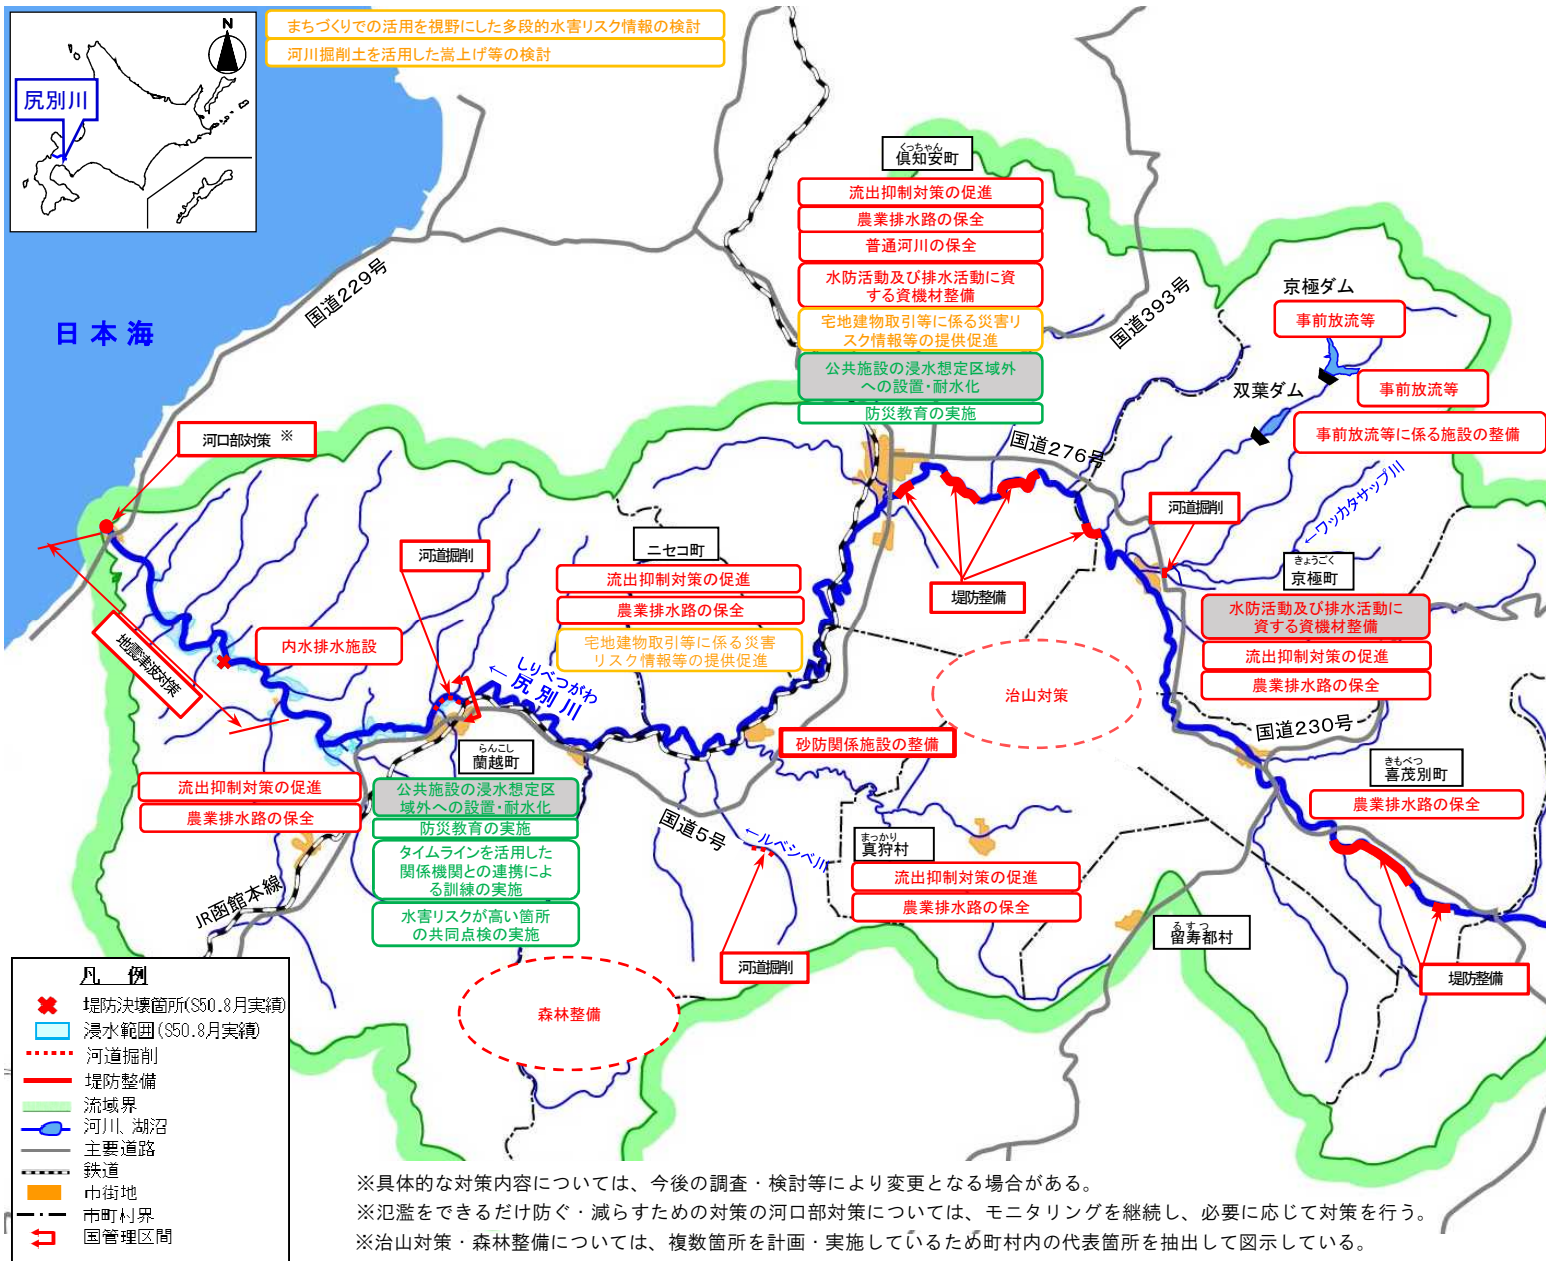 まちづくりでの活用を視野にした多段的水害リスク情報の検討
河川掘削土を活用した嵩上げ等の検討
N
尻別川
日本海
国道229号
くっちゃん
倶知安町
流出抑制対策の促進
農業排水路の保全
普通河川の保全
水防活動及び排水活動に資
する資機材整備
宅地建物取引等に係る災害リ
スク情報等の提供促進
公共施設の浸水想定区域外
への設置・耐水化
防災教育の実施
国道393号
京極ダム
事前放流等
双葉ダム
事前放流等
事前放流等に係る施設の整備
国道276号
←ワッカタサップ川
河口部対策 ※
河道掘削
ニセコ町
流出抑制対策の促進
農業排水路の保全
宅地建物取引等に係る災害
リスク情報等の提供促進
堤防整備
河道掘削
きょうごく
京極町
水防活動及び排水活動に
資する資機材整備
流出抑制対策の促進
農業排水路の保全
地震津波対策
内水排水施設
しりべつがわ
←尻別川
治山対策
砂防関係施設の整備
国道230号
きもべつ
喜茂別町
農業排水路の保全
らんこし
蘭越町
流出抑制対策の促進
農業排水路の保全
公共施設の浸水想定区
域外への設置・耐水化
防災教育の実施
タイムラインを活用した
関係機関との連携によ
る訓練の実施
水害リスクが高い箇所
の共同点検の実施
国道5号
←ルベシベ川
まっかり
真狩村
流出抑制対策の促進
農業排水路の保全
JR函館本線
河道掘削
るすつ
留寿都村
堤防整備
森林整備
凡 例
堤防決壊箇所(S50.8月実績)
浸水範囲(S50.8月実績)
河道掘削
堤防整備
流域界
河川、湖沼
主要道路
鉄道
市街地
市町村界
国管理区間
※具体的な対策内容については、今後の調査・検討等により変更となる場合がある。
※氾濫をできるだけ防ぐ・減らすための対策の河口部対策については、モニタリングを継続し、必要に応じて対策を行う。
※治山対策・森林整備については、複数箇所を計画・実施しているため町村内の代表箇所を抽出して図示している。